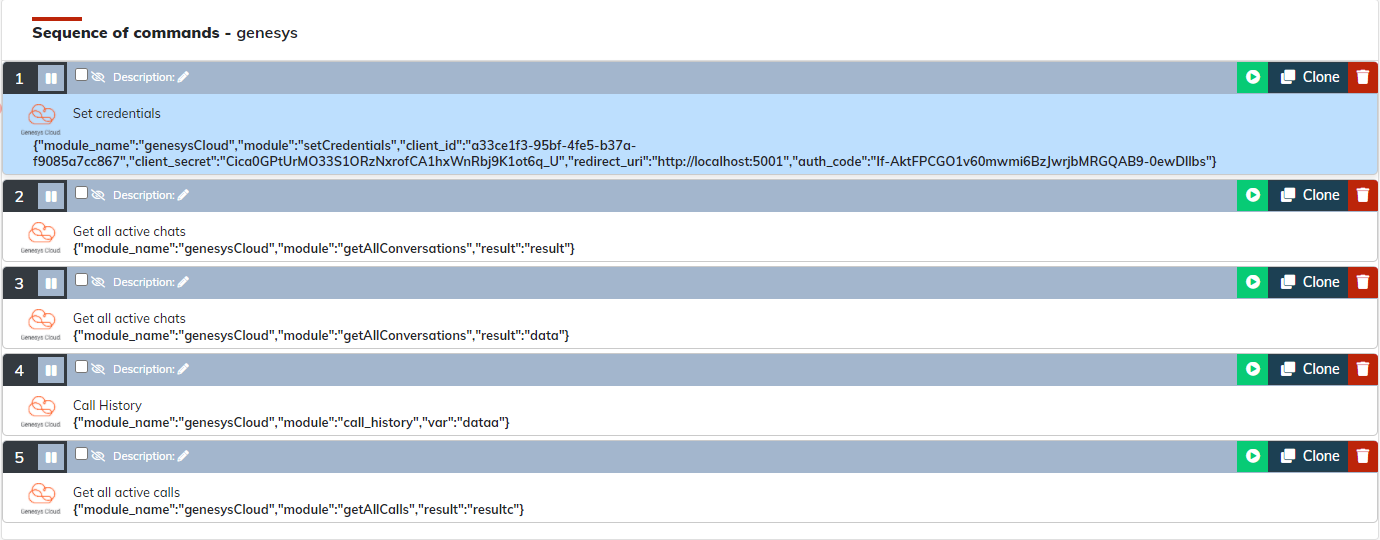 Sequence of commands - genesys
1 Description: Clone
Set credentials
Genesys Cloud
{"module_name":"genesysCloud","module":"setCredentials","client_id":"a33ce1f3-95bf-4fe5-b37a-
f9085a7cc867","client_secret":"Cica0GPtUrMO33S1ORzNxrofCA1hxWnRbj9K1ot6q_U","redirect_uri":"http://localhost:5001","auth_code":"lf-AktFPCGO1v60mwmi6BzJwrjbMRGQAB9-0ewDllbs"}
2 Description: Clone
Get all active chats
Genesys Cloud
{"module_name":"genesysCloud","module":"getAllConversations","result":"result"}
3 Description: Clone
Get all active chats
Genesys Cloud
{"module_name":"genesysCloud","module":"getAllConversations","result":"data"}
4 Description: Clone
Call History
Genesys Cloud
{"module_name":"genesysCloud","module":"call_history","var":"dataa"}
5 Description: Clone
Get all active calls
Genesys Cloud
{"module_name":"genesysCloud","module":"getAllCalls","result":"resultc"}